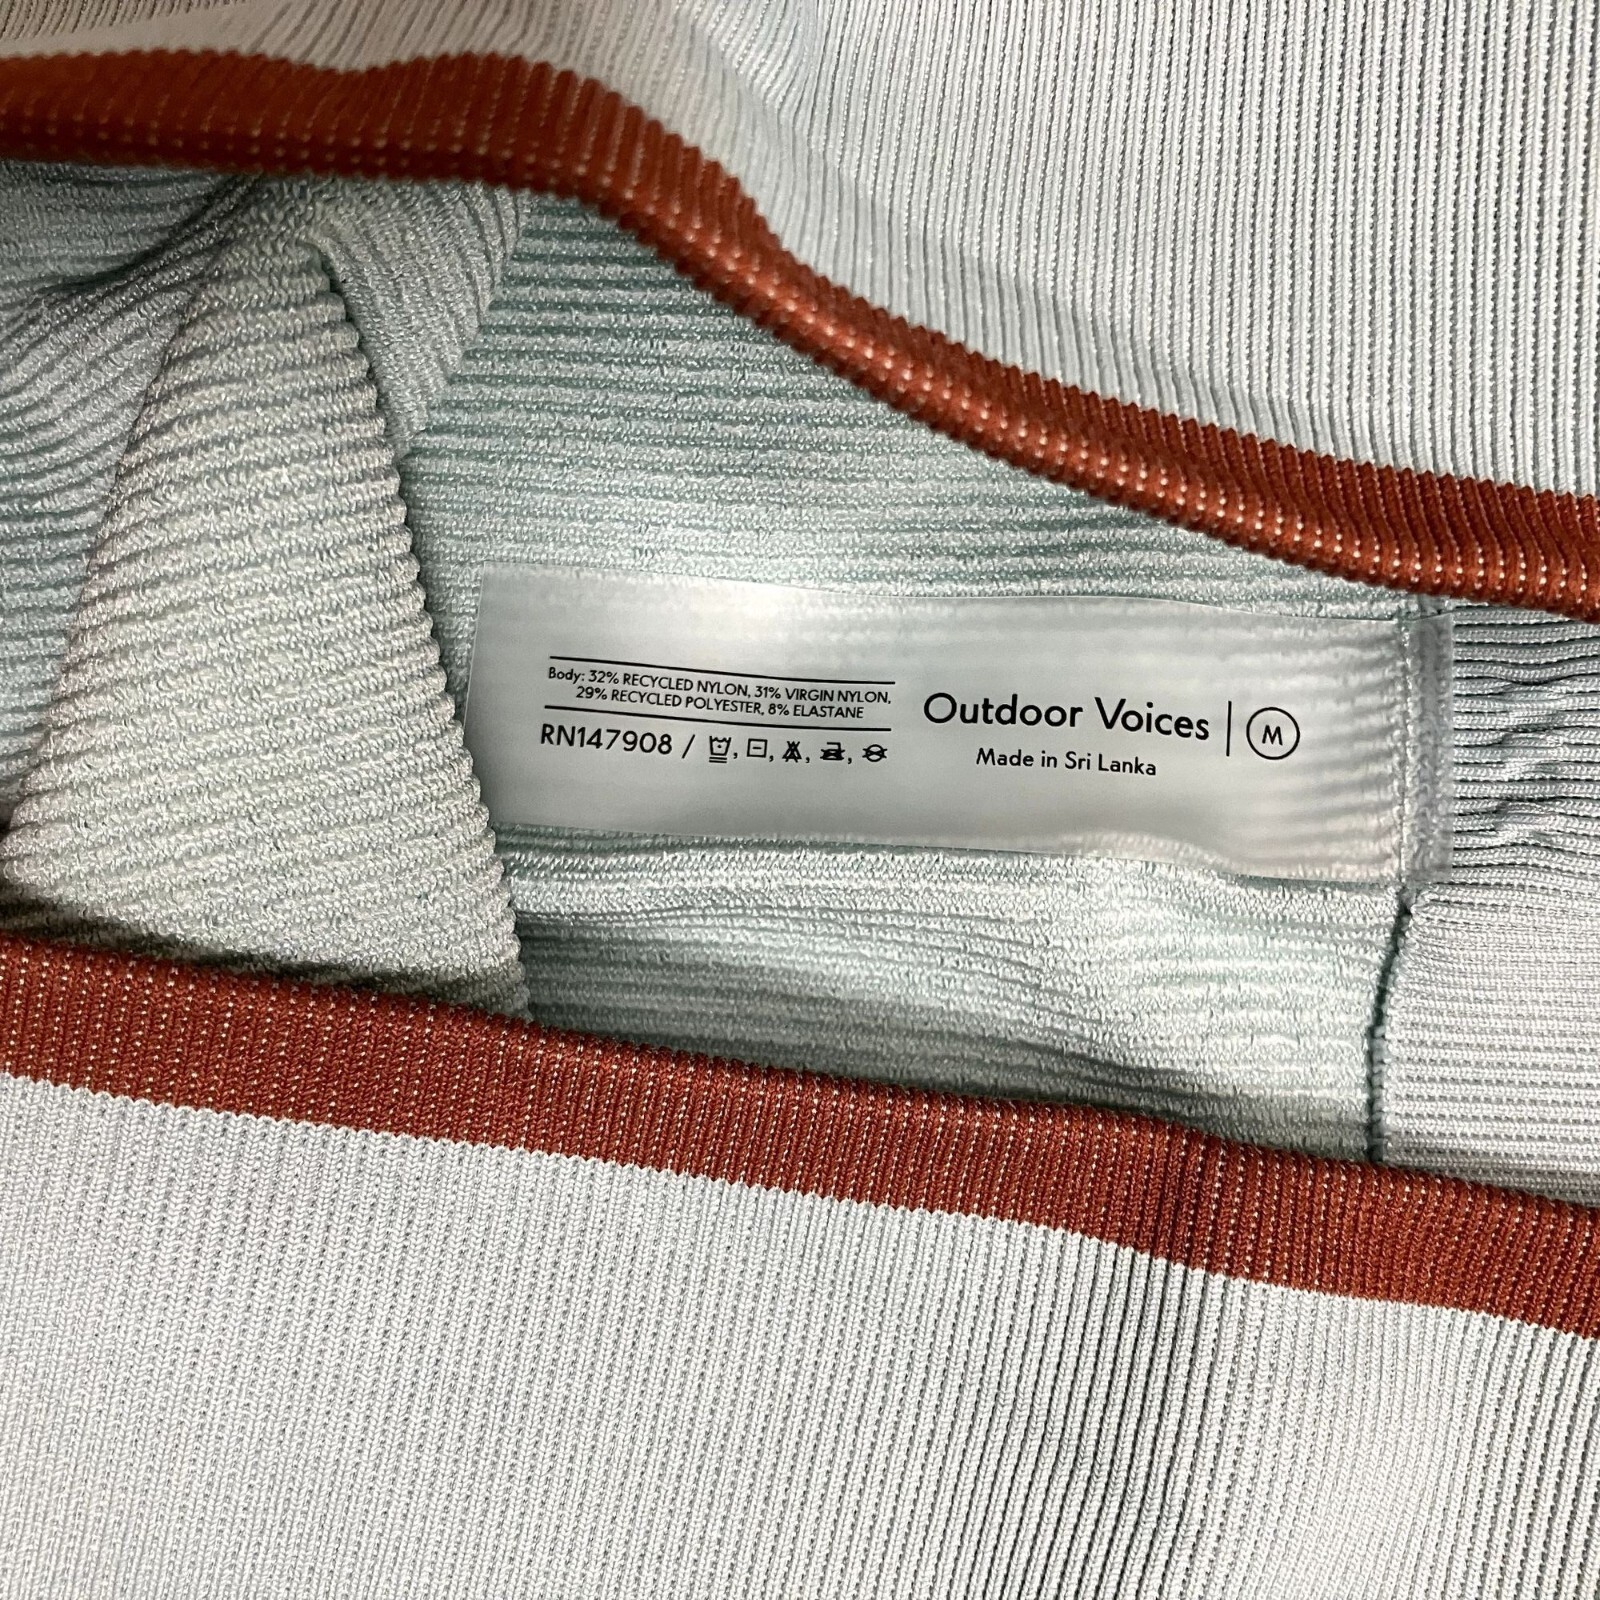 Body: 32% RECYCLED NYLON, 31% VIRGIN NYLON,
29% RECYCLED POLYESTER, 8% ELASTANE
RN147908 /
Outdoor Voices | M
Made in Sri Lanka